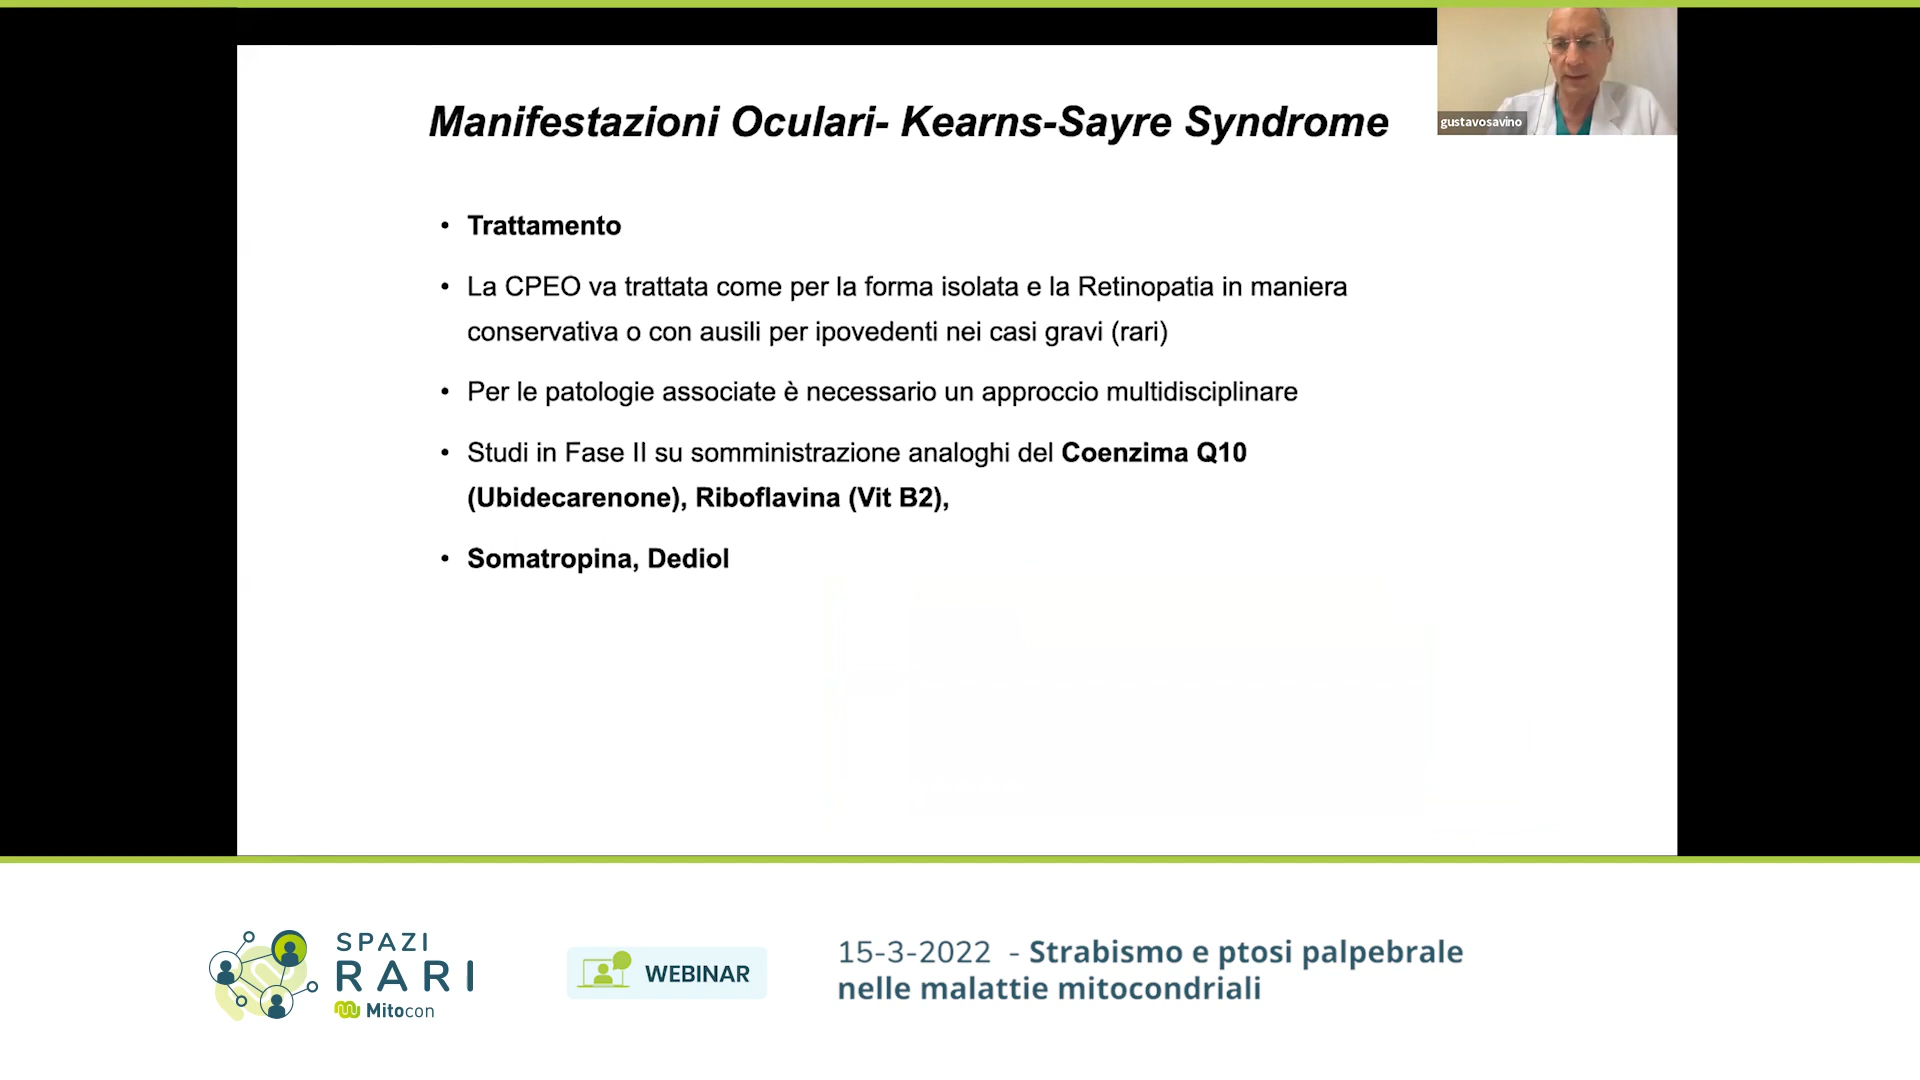 Manifestazioni Oculari- Kearns-Sayre Syndrome
gustavosavino
• Trattamento
• La CPEO va trattata come per la forma isolata e la Retinopatia in maniera
conservativa o con ausili per ipovedenti nei casi gravi (rari)
• Per le patologie associate è necessario un approccio multidisciplinare
• Studi in Fase II su somministrazione analoghi del Coenzima Q10
(Ubidecarenone), Riboflavina (Vit B2),
• Somatropina, Dediol
SPAZI
RARI
Mitocon
WEBINAR
15-3-2022 - Strabismo e ptosi palpebrale
nelle malattie mitocondriali